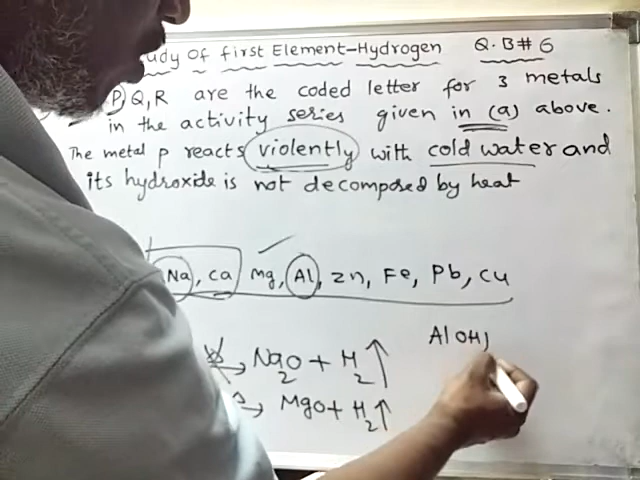 udy Of first Element-Hydrogen Q.B#6
P, Q, R are the coded letter for 3 metals
in the activity series given in (a) above.
The metal p reacts violently with cold water and
its hydroxide is not decomposed by heat
Na, Ca Mg, Al, Zn, Fe, Pb, Cu
Na2O + H2↑
Al OH)
MgO + H2↑